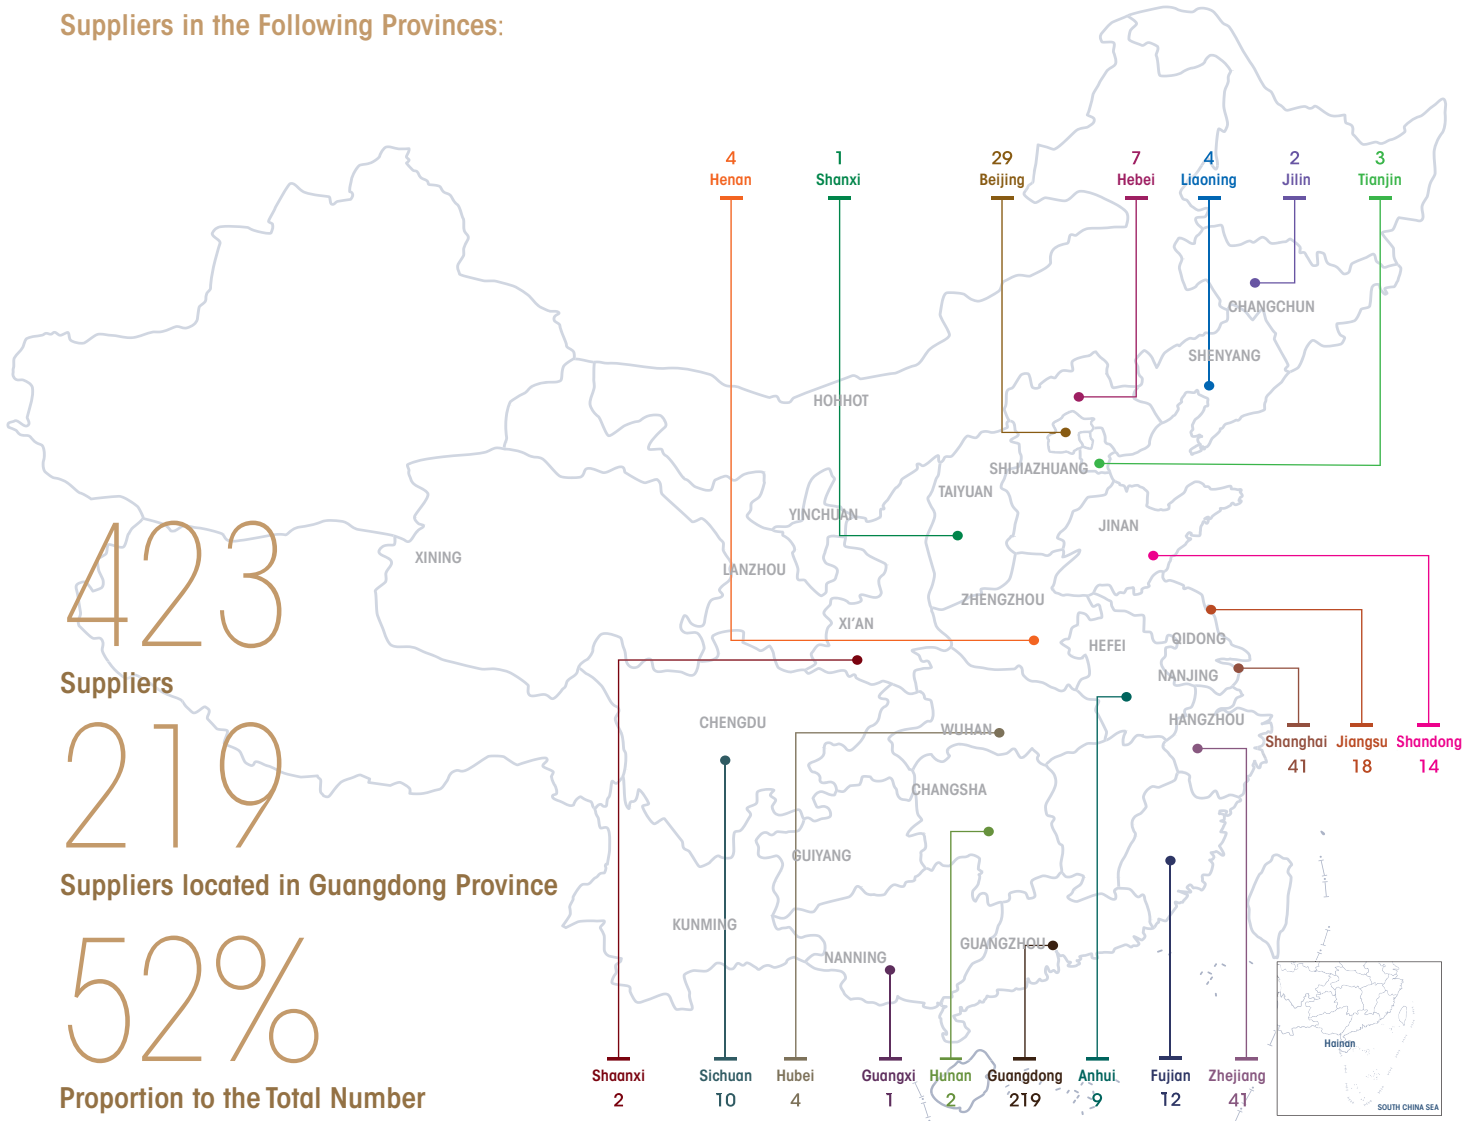 Suppliers in the Following Provinces:
4
Henan
1
Shanxi
29
Beijing
7
Hebei
4
Liaoning
2
Jilin
3
Tianjin
CHANGCHUN
SHENYANG
HOHHOT
SHIJIAZHUANG
TAIYUAN
YINCHUAN
JINAN
XINING
LANZHOU
ZHENGZHOU
XI'AN
HEFEI
QIDONG
NANJING
CHENGDU
WUHAN
HANGZHOU
CHANGSHA
GUIYANG
KUNMING
NANNING
GUANGZHOU
423
Suppliers
219
Suppliers located in Guangdong Province
52%
Proportion to the Total Number
Shanghai
41
Jiangsu
18
Shandong
14
Shaanxi
2
Sichuan
10
Hubei
4
Guangxi
1
Hunan
2
Guangdong
219
Anhui
9
Fujian
12
Zhejiang
41
Hainan
SOUTH CHINA SEA